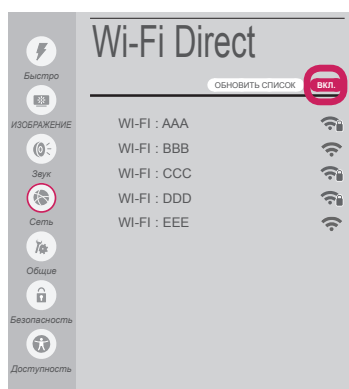 Wi-Fi Direct
ОБНОВИТЬ СПИСОК ВКЛ.
Быстро
ИЗОБРАЖЕНИЕ
Звук
Сеть
Общие
Безопасность
Доступность
WI-FI : AAA
WI-FI : BBB
WI-FI : CCC
WI-FI : DDD
WI-FI : EEE